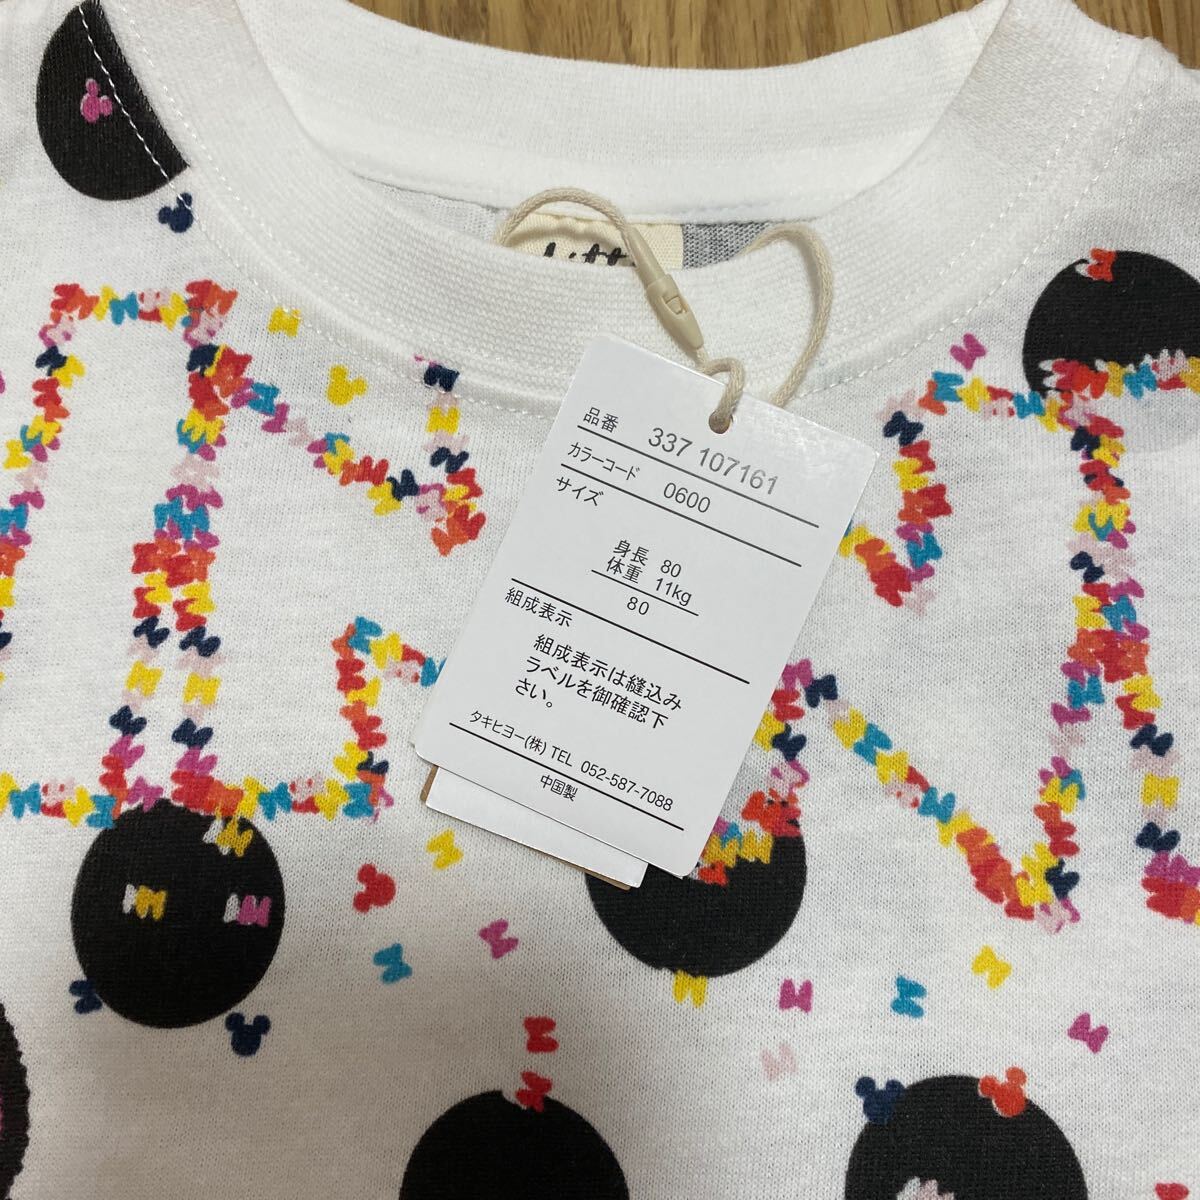 品番 337 107161
カラーコード 0600
サイズ
身長 80
体重 11kg
80
組成表示
組成表示は縫込み
ラベルを御確認下
さい。
タキヒヨー(株) TEL 052-587-7088
中国製